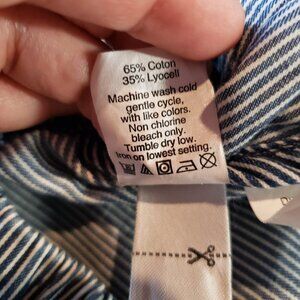 65% Coton
35% Lyocell
Machine wash cold
gentle cycle,
with like colors.
Non chlorine
bleach only.
Tumble dry low.
Iron on lowest setting.